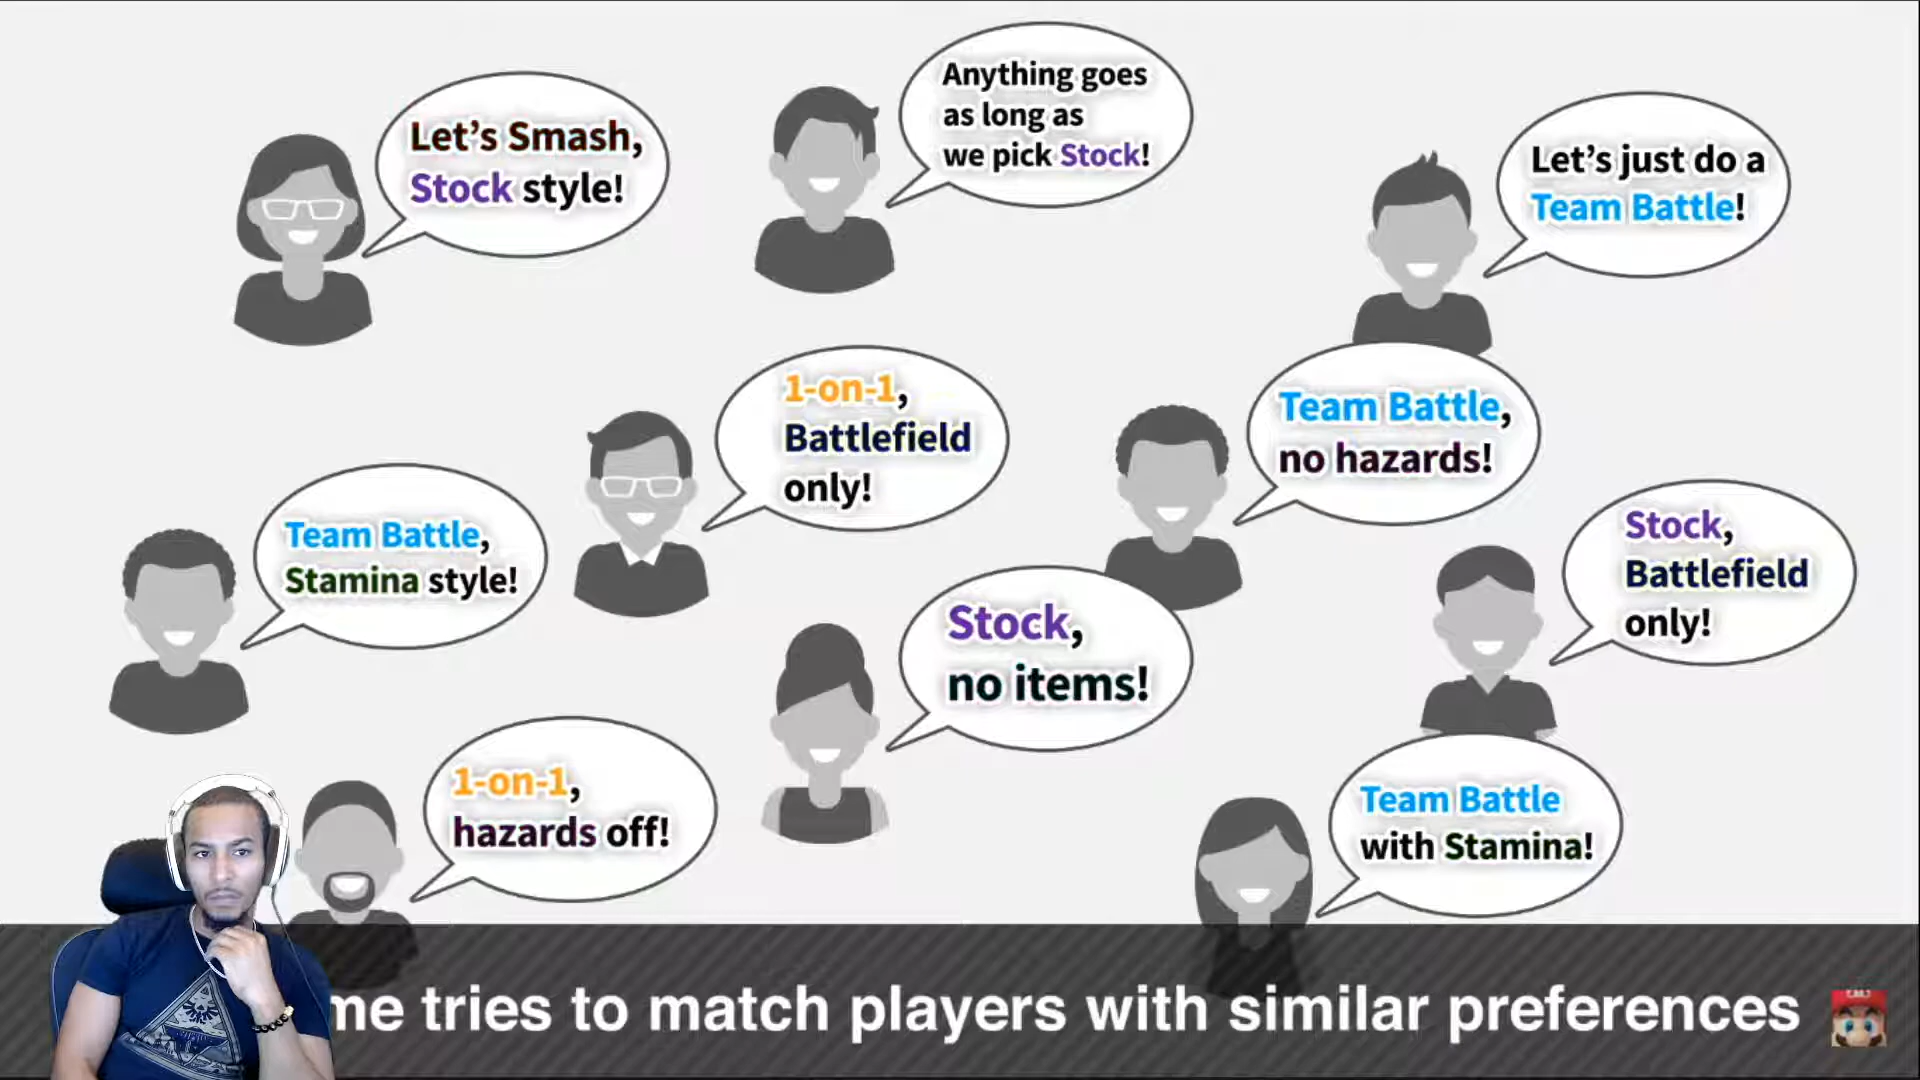 Let's Smash,
Stock style!
Anything goes
as long as
we pick Stock!
Let's just do a
Team Battle!
1-on-1,
Battlefield
only!
Team Battle,
no hazards!
Team Battle,
Stamina style!
Stock,
Battlefield
only!
Stock,
no items!
1-on-1,
hazards off!
Team Battle
with Stamina!
me tries to match players with similar preferences